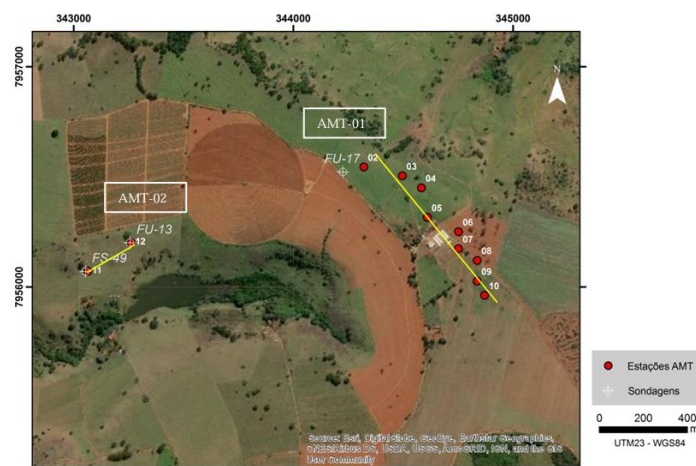 343000 344000 345000
7957000
7956000
7957000
7956000
N
AMT-01
FU-17
02
03
04
05
06
07
08
09
10
AMT-02
FU-13
12
FS-49
11
Source: Esri, DigitalGlobe, GeoEye, Earthstar Geographics,
CNES/Airbus DS, USDA, USGS, AeroGRID, IGN, and the GIS
User Community
Estações AMT
Sondagens
0 200 400
m
UTM23 - WGS84